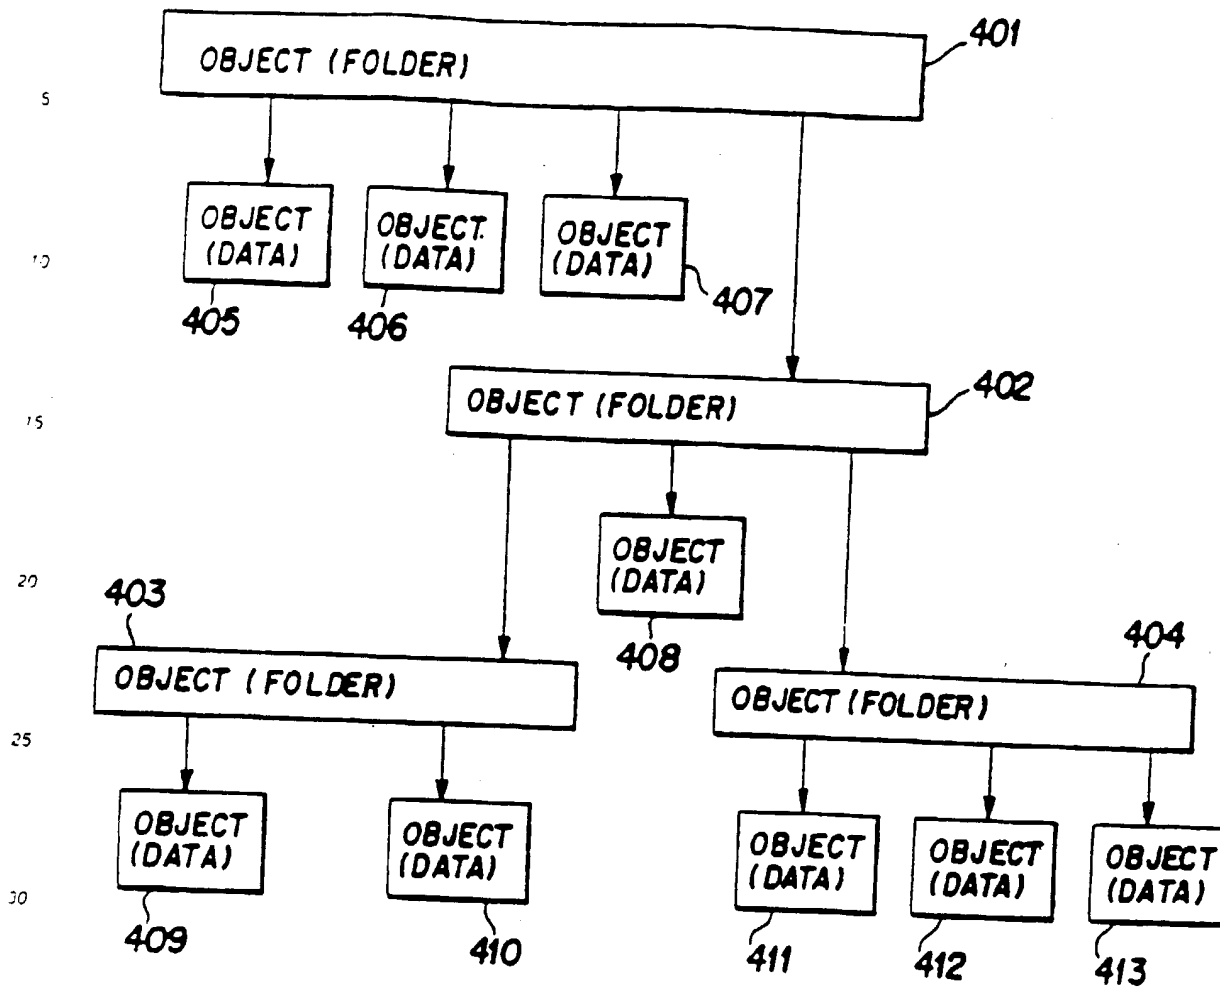 401
OBJECT (FOLDER)
5
OBJECT
(DATA)
405
OBJECT
(DATA)
406
OBJECT
(DATA)
407
10
402
OBJECT (FOLDER)
15
OBJECT
(DATA)
408
20
403
OBJECT (FOLDER)
404
OBJECT (FOLDER)
25
OBJECT
(DATA)
409
OBJECT
(DATA)
410
OBJECT
(DATA)
411
OBJECT
(DATA)
412
OBJECT
(DATA)
413
30